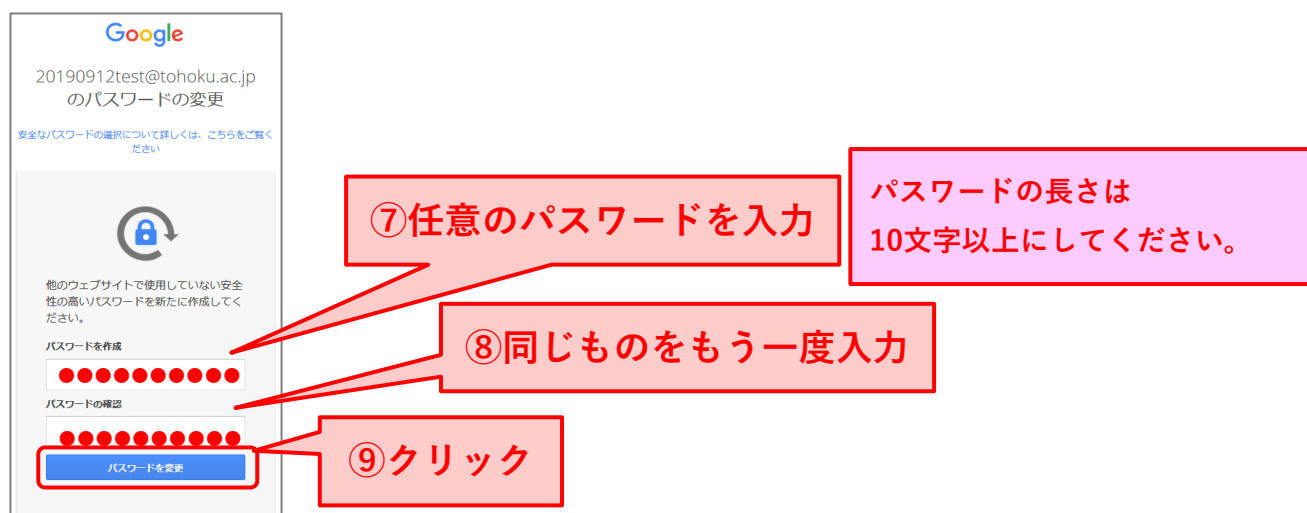 Google
20190912test@tohoku.ac.jp
のパスワードの変更
安全なパスワードの選択について詳しくは、こちらをご覧く
ださい
他のウェブサイトで使用していない安全
性の高いパスワードを新たに作成してく
ださい。
パスワードを作成
●●●●●●●●●●
パスワードの確認
●●●●●●●●●●
パスワードを変更
⑦任意のパスワードを入力
パスワードの長さは
10文字以上にしてください。
⑧同じものをもう一度入力
⑨クリック